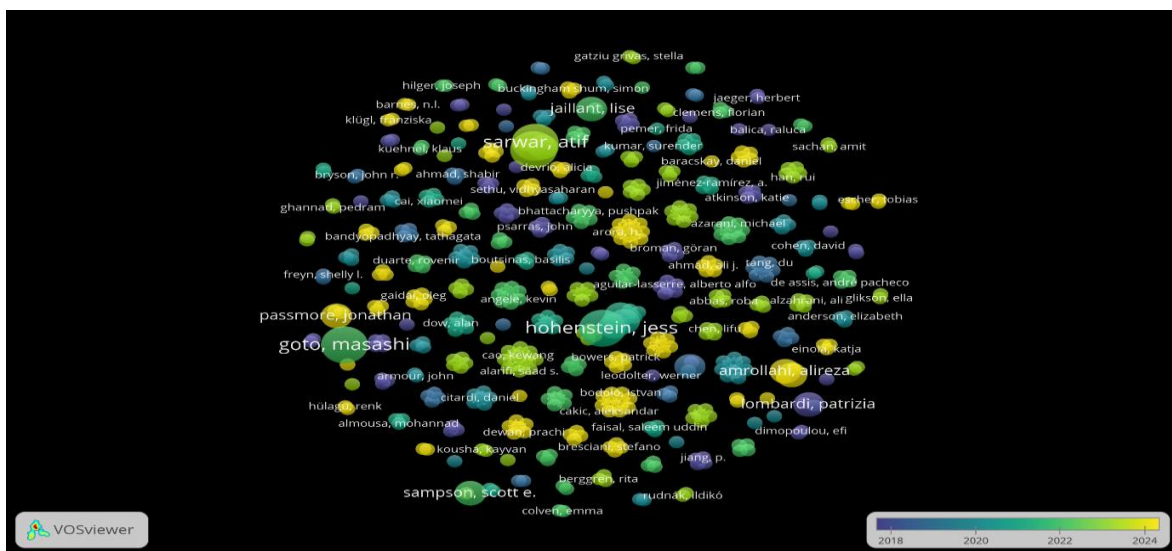 gatziu grivas, stella
hilger, joseph
buckingham shum, simon
jaeger, herbert
barnes, n.l.
jaillant, lise
clemens, florian
klügl, franziska
pemer, frida
balica, raluca
sarwar, atif
kumar, surender
sachan, amit
kuehnel, klaus
baracskay, daniel
devrio, alicia
bryson, john r.
ahmad, shabir
sethu, vidhyasaharan
jiménez-ramírez, a.
han, rui
atkinson, katie
escher, tobias
ghannad, pedram
cai, xiaomei
bhattacharyya, pushpak
psarras, john
arora, h.
azarani, michael
bandyopadhyay, tathagata
broman, göran
cohen, david
duarte, rovenir
boutsinas, basilis
ahmad, ali j.
tang, du
freyn, shelly l.
aguilar-lasserre, alberto alfo
de assis, andré pacheco
gaidai, oleg
angele, kevin
abbas, roba
alzahrani, ali
glikson, ella
passmore, jonathan
dow, alan
hohenstein, jess
chen, lifu
anderson, elizabeth
goto, masashi
cao, kewang
bowers, patrick
einola, katja
alanfi, saad s.
leodolter, werner
amrollahi, alireza
armour, john
citardi, daniel
bodolo, istvan
hülagü, renk
cakic, aleksandar
lombardi, patrizia
almousa, mohannad
dewan, prachi
faisal, saleem uddin
dimopoulou, efi
kousha, kayvan
bresciani, stefano
jiang, p.
berggren, rita
sampson, scott e.
rudnák, ildikó
colven, emma
VOSviewer
2018 2020 2022 2024